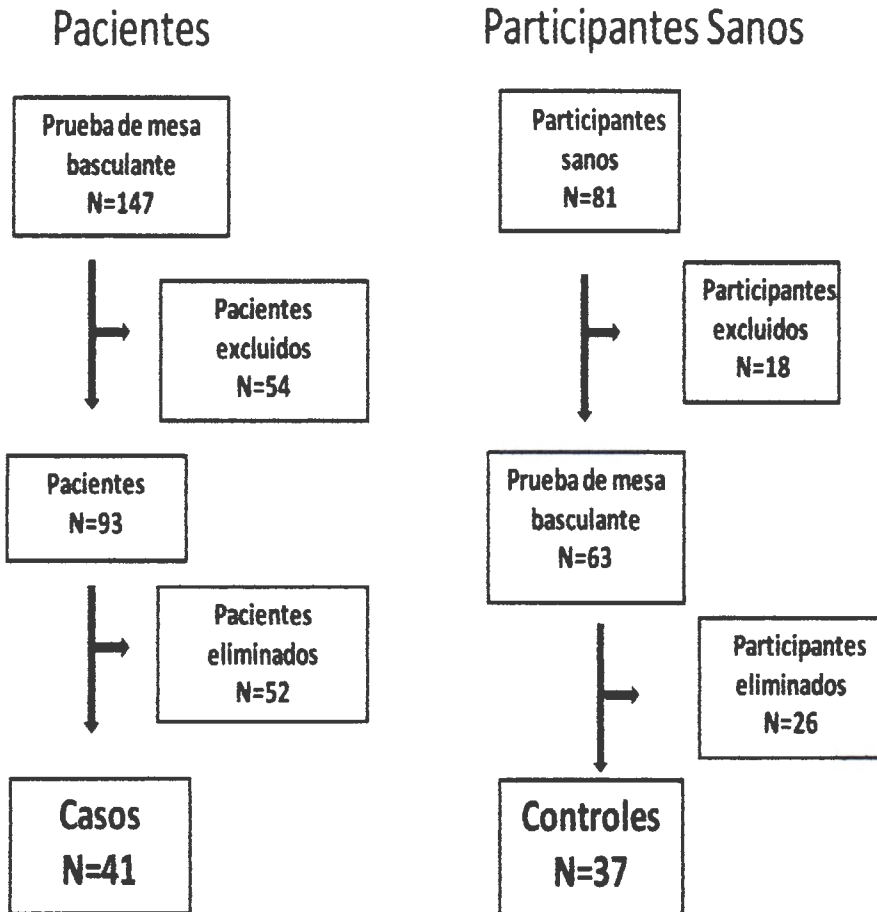 Pacientes
Prueba de mesa
basculante
N=147
Pacientes
excluidos
N=54
Pacientes
N=93
Pacientes
eliminados
N=52
Casos
N=41
Participantes Sanos
Participantes
sanos
N=81
Participantes
excluidos
N=18
Prueba de mesa
basculante
N=63
Participantes
eliminados
N=26
Controles
N=37